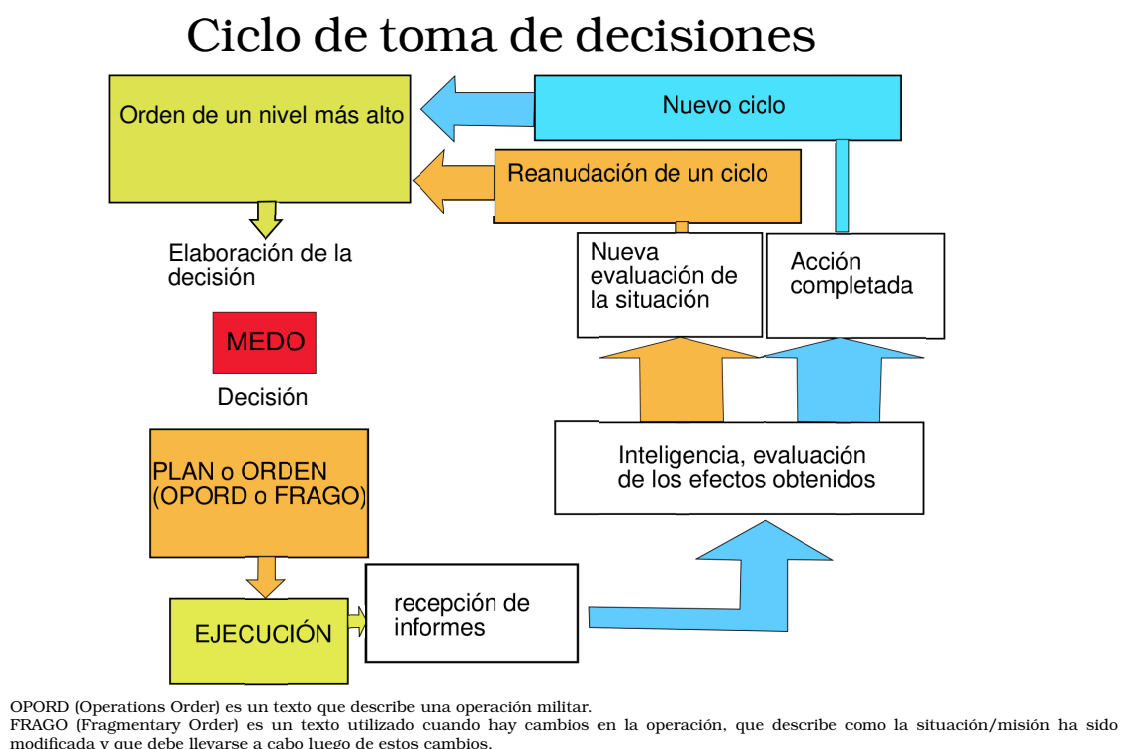 Ciclo de toma de decisiones
Orden de un nivel más alto
Nuevo ciclo
Reanudación de un ciclo
Elaboración de la
decisión
Nueva
evaluación de
la situación
Acción
completada
MEDO
Decisión
PLAN o ORDEN
(OPORD o FRAGO)
Inteligencia, evaluación
de los efectos obtenidos
EJECUCIÓN
recepción de
informes
OPORD (Operations Order) es un texto que describe una operación militar.
FRAGO (Fragmentary Order) es un texto utilizado cuando hay cambios en la operación, que describe como la situación/misión ha sido
modificada y que debe llevarse a cabo luego de estos cambios.